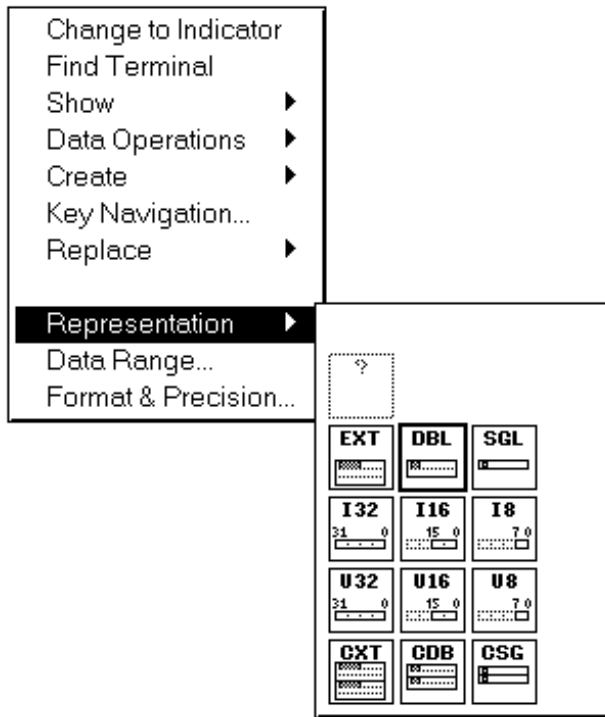 Change to Indicator
Find Terminal
Show
Data Operations
Create
Key Navigation...
Replace
Representation
Data Range...
Format & Precision...
?
EXT DBL SGL
I32 I16 I8
31 0 15 0 7 0
U32 U16 U8
31 0 15 0 7 0
CXT CDB CSG